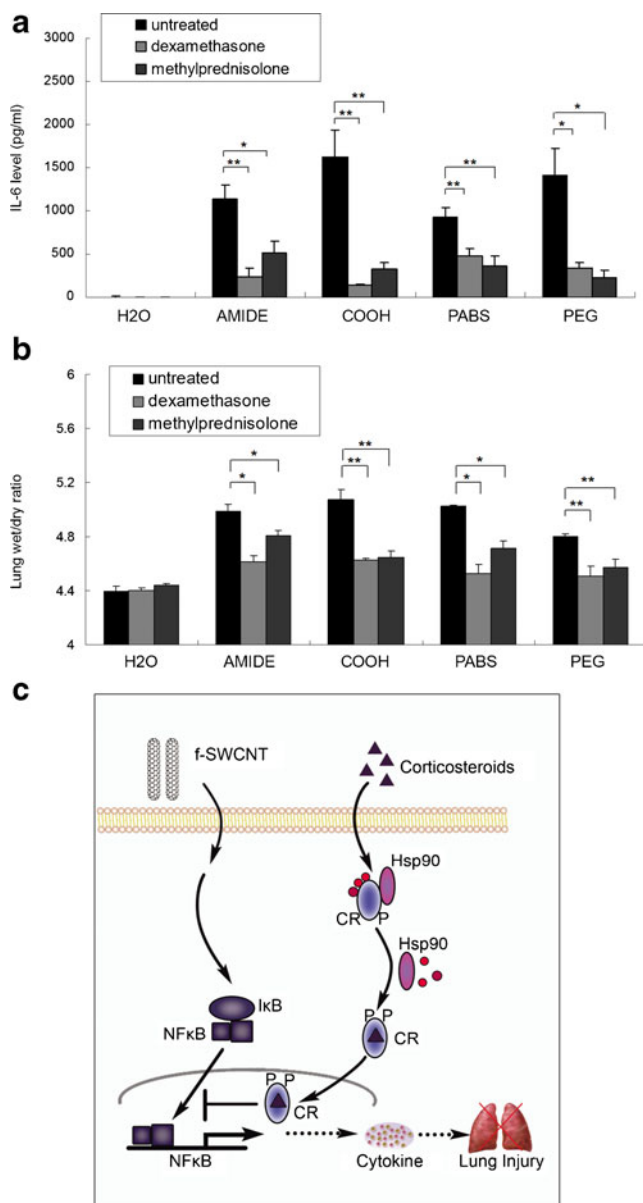 a
untreated
dexamethasone
methylprednisolone
IL-6 level (pg/ml)
3000
2500
2000
1500
1000
500
0
** *
** ** ** *
* ** *
**
H2O AMIDE COOH PABS PEG
b
untreated
dexamethasone
methylprednisolone
Lung wet/dry ratio
6
5.6
5.2
4.8
4.4
4
* ** * **
* ** * **
H2O AMIDE COOH PABS PEG
c
f-SWCNT
Corticosteroids
Hsp90
CR P
Hsp90
IκB
NFκB
P P
CR
P P
CR
NFκB
Cytokine
Lung Injury